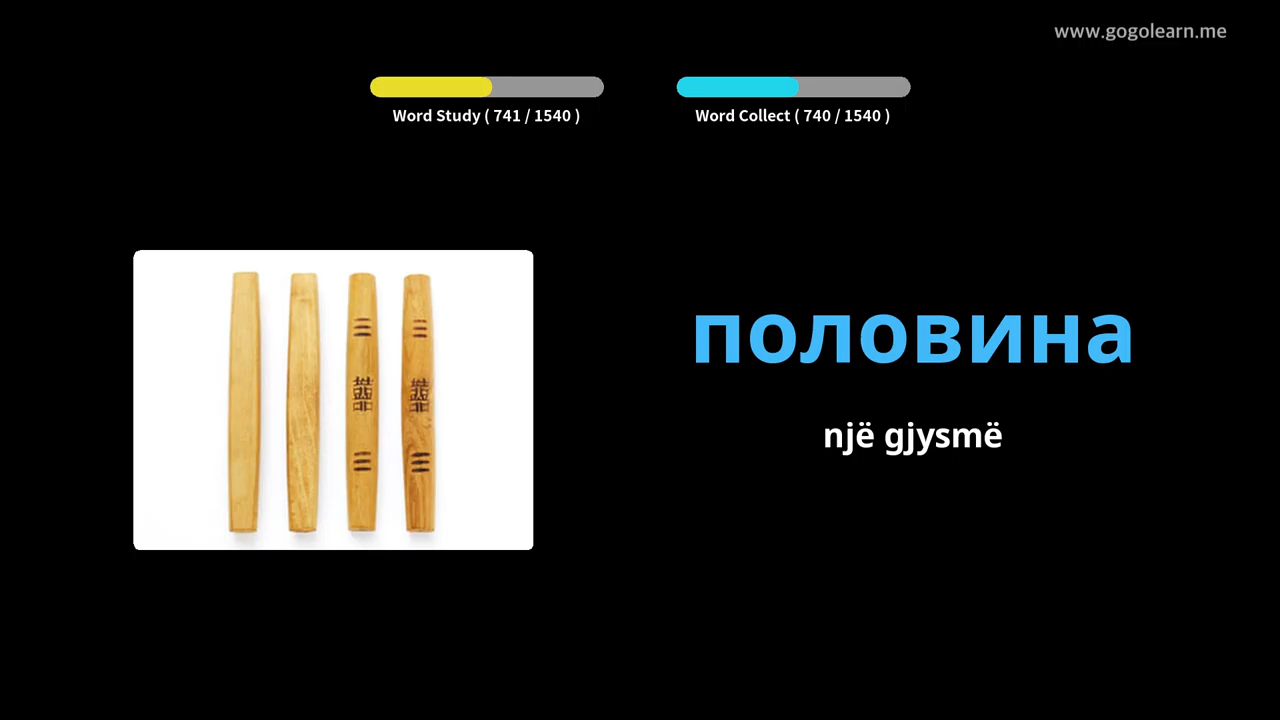 www.gogolearn.me
Word Study ( 741 / 1540 )
Word Collect ( 740 / 1540 )
половина
një gjysmë